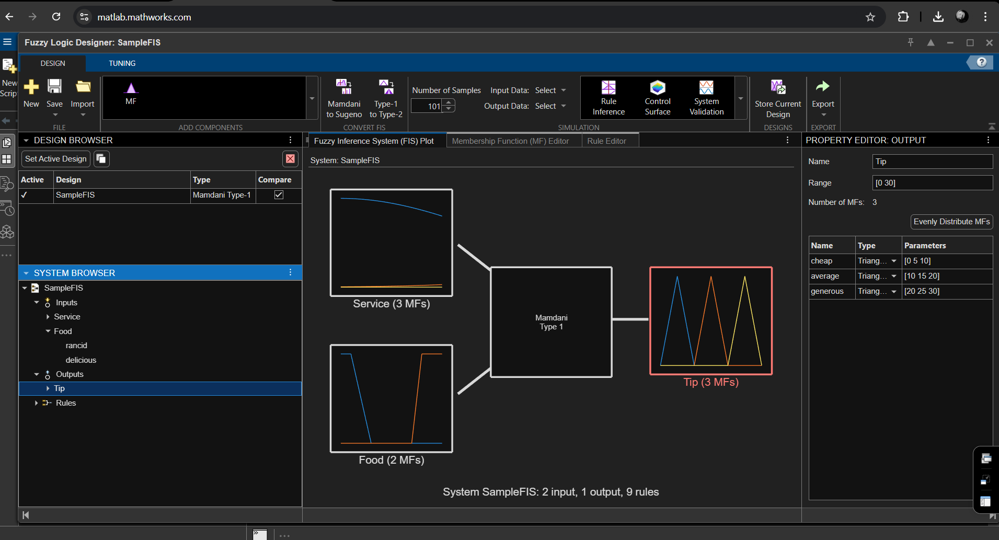 matlab.mathworks.com
Fuzzy Logic Designer: SampleFIS
DESIGN
TUNING
New
Scrip
New
Save
Import
FILE
MF
ADD COMPONENTS
Mamdani
to Sugeno
Type-1
to Type-2
CONVERT FIS
Number of Samples
101
Input Data: Select
Output Data: Select
Rule
Inference
Control
Surface
System
Validation
SIMULATION
Store Current
Design
DESIGNS
Export
EXPORT
DESIGN BROWSER
Set Active Design
Active Design Type Compare
SampleFIS Mamdani Type-1
SYSTEM BROWSER
SampleFIS
Inputs
Service
Food
rancid
delicious
Outputs
Tip
Rules
Fuzzy Inference System (FIS) Plot
Membership Function (MF) Editor
Rule Editor
System: SampleFIS
Service (3 MFs)
Food (2 MFs)
Mamdani
Type 1
Tip (3 MFs)
System SampleFIS: 2 input, 1 output, 9 rules
PROPERTY EDITOR: OUTPUT
Name Tip
Range [0 30]
Number of MFs: 3
Evenly Distribute MFs
Name Type Parameters
cheap Triang... [0 5 10]
average Triang... [10 15 20]
generous Triang... [20 25 30]